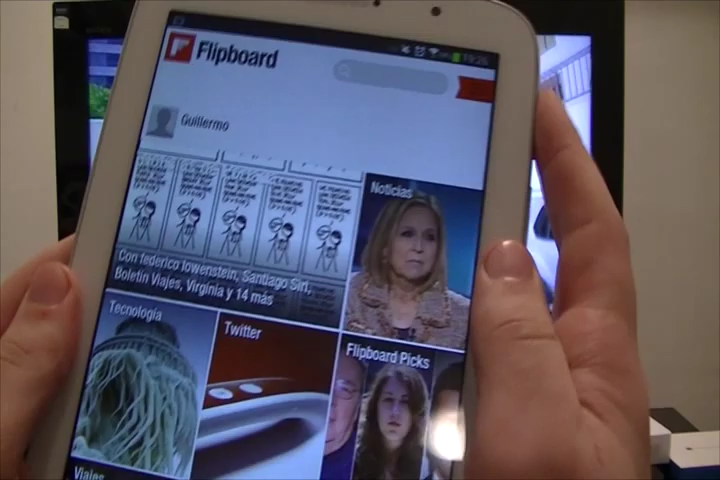 19:26
Flipboard
Guillermo
Noticias
Con federico lowenstein, Santiago Siri,
Boletín Viajes, Virginia y 14 más
Tecnología
Twitter
Flipboard Picks
Viajes